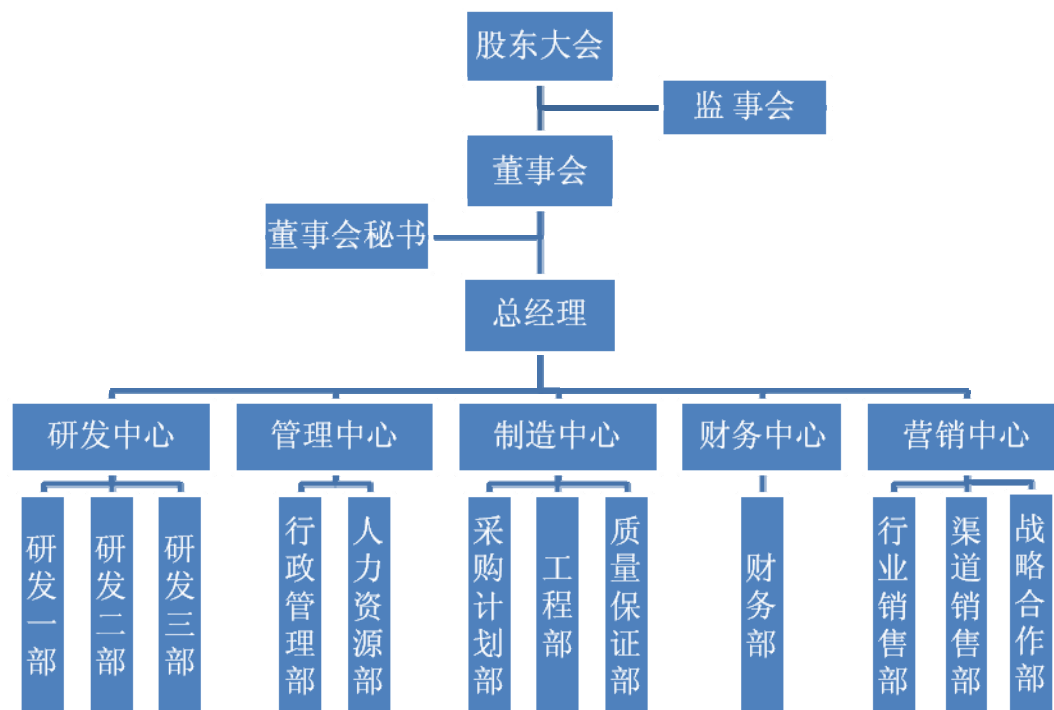 股东大会
监 事会
董事会
董事会秘书
总经理
研发中心
管理中心
制造中心
财务中心
营销中心
研发一部
研发二部
研发三部
行政管理部
人力资源部
采购计划部
工程部
质量保证部
财务部
行业销售部
渠道销售部
战略合作部